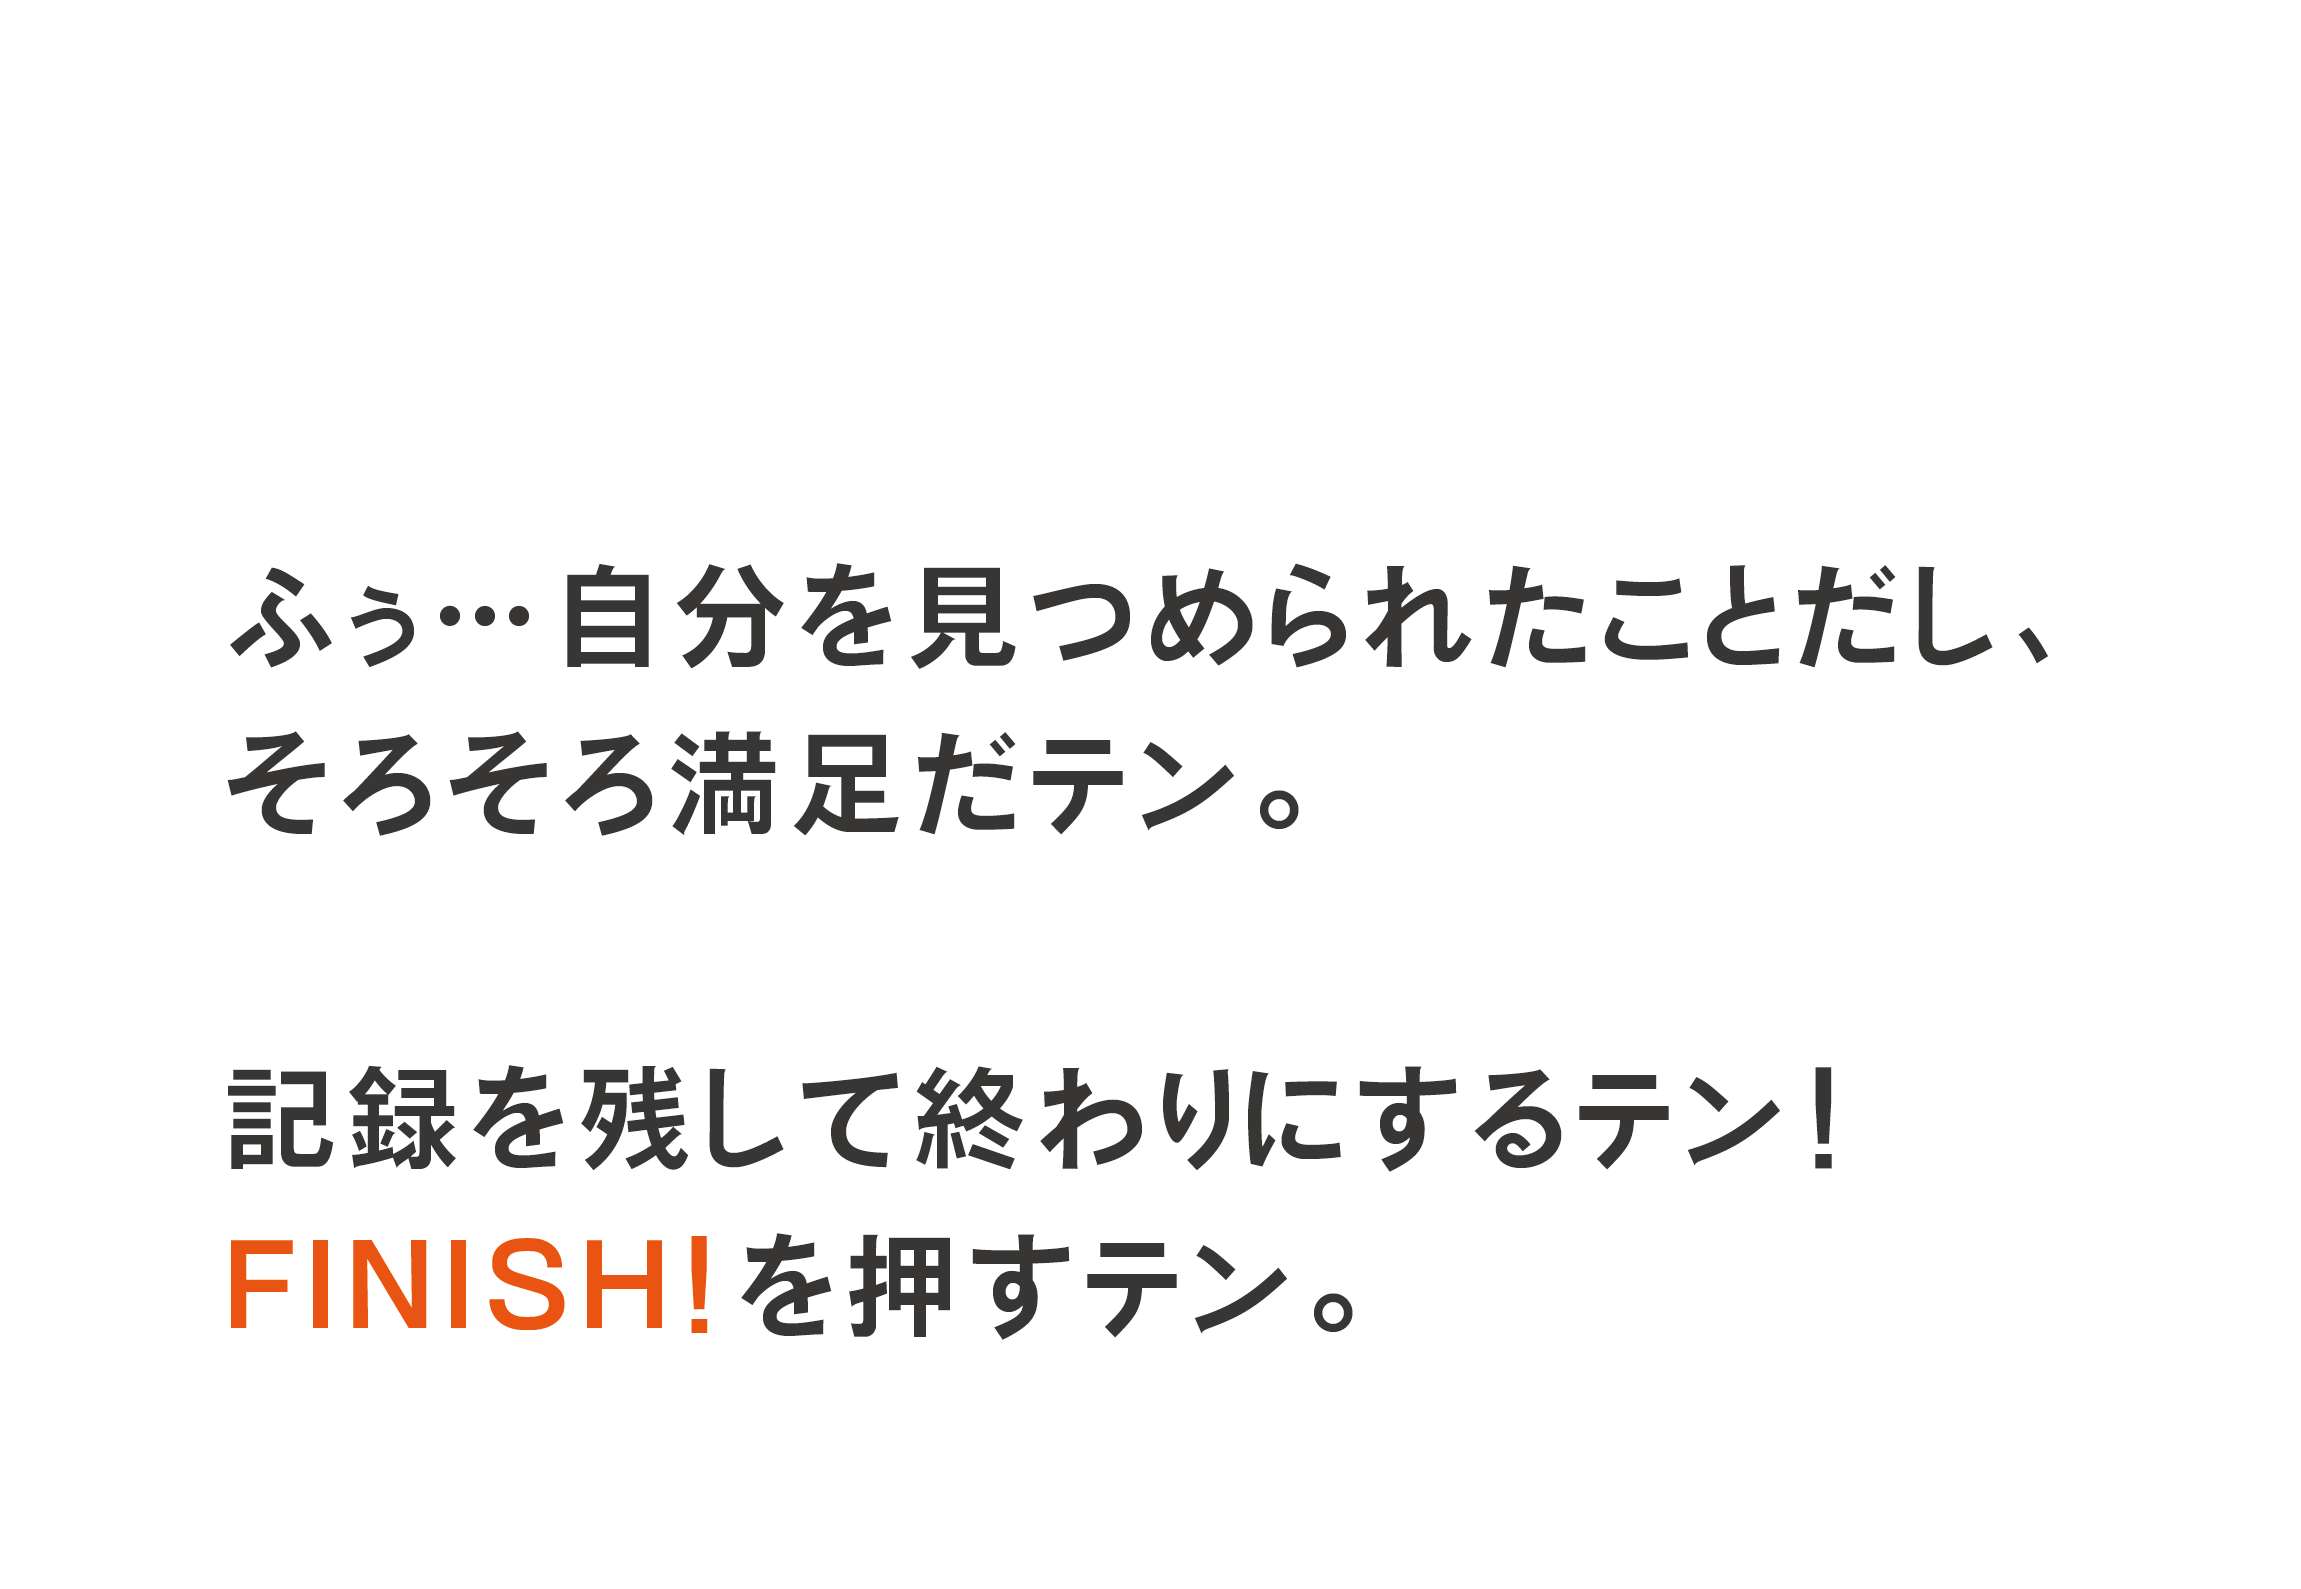 ふぅ…自分を見つめられたことだし、
そろそろ満足だテン。
記録を残して終わりにするテン！
FINISH！を押すテン。